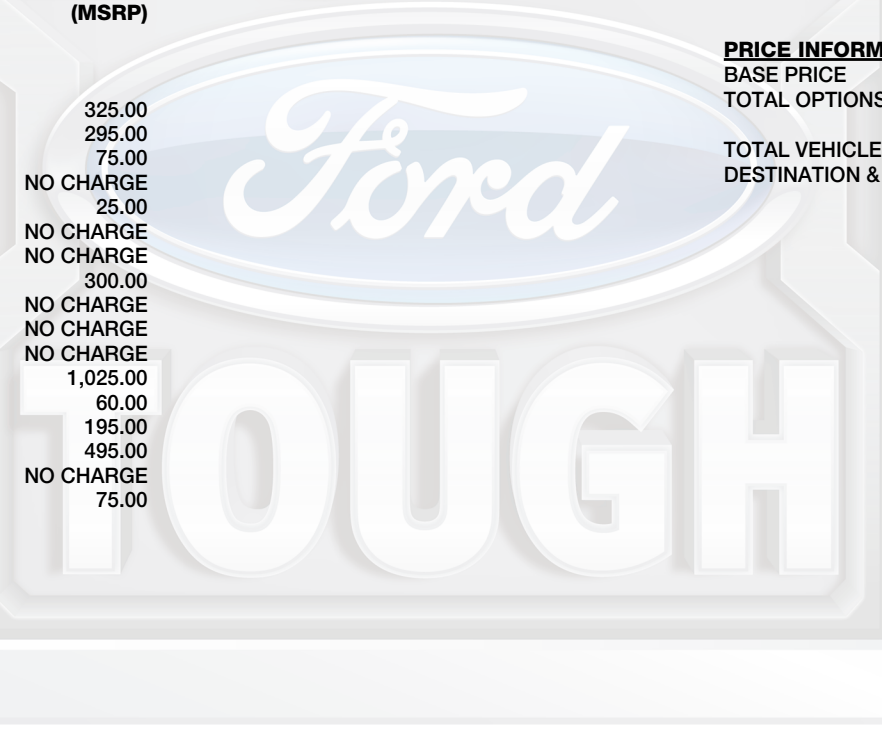 (MSRP)
325.00
295.00
75.00
NO CHARGE
25.00
NO CHARGE
NO CHARGE
300.00
NO CHARGE
NO CHARGE
NO CHARGE
1,025.00
60.00
195.00
495.00
NO CHARGE
75.00
PRICE INFORM
BASE PRICE
TOTAL OPTIONS
TOTAL VEHICLE
DESTINATION &
Ford
TOUGH